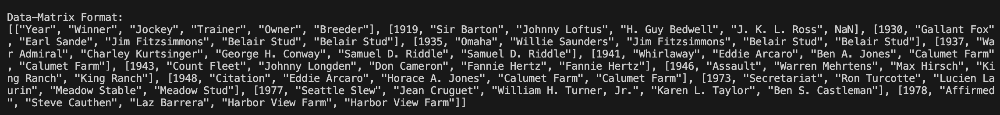 Data-Matrix Format:
[["Year", "Winner", "Jockey", "Trainer", "Owner", "Breeder"], [1919, "Sir Barton", "Johnny Loftus", "H. Guy Bedwell", "J. K. L. Ross", NaN], [1930, "Gallant Fox"
, "Earl Sande", "Jim Fitzsimmons", "Belair Stud", "Belair Stud"], [1935, "Omaha", "Willie Saunders", "Jim Fitzsimmons", "Belair Stud", "Belair Stud"], [1937, "Wa
r Admiral", "Charley Kurtsinger", "George H. Conway", "Samuel D. Riddle", "Samuel D. Riddle"], [1941, "Whirlaway", "Eddie Arcaro", "Ben A. Jones", "Calumet Farm"
, "Calumet Farm"], [1943, "Count Fleet", "Johnny Longden", "Don Cameron", "Fannie Hertz", "Fannie Hertz"], [1946, "Assault", "Warren Mehrtens", "Max Hirsch", "Ki
ng Ranch", "King Ranch"], [1948, "Citation", "Eddie Arcaro", "Horace A. Jones", "Calumet Farm", "Calumet Farm"], [1973, "Secretariat", "Ron Turcotte", "Lucien La
urin", "Meadow Stable", "Meadow Stud"], [1977, "Seattle Slew", "Jean Cruguet", "William H. Turner, Jr.", "Karen L. Taylor", "Ben S. Castleman"], [1978, "Affirmed
", "Steve Cauthen", "Laz Barrera", "Harbor View Farm", "Harbor View Farm"]]